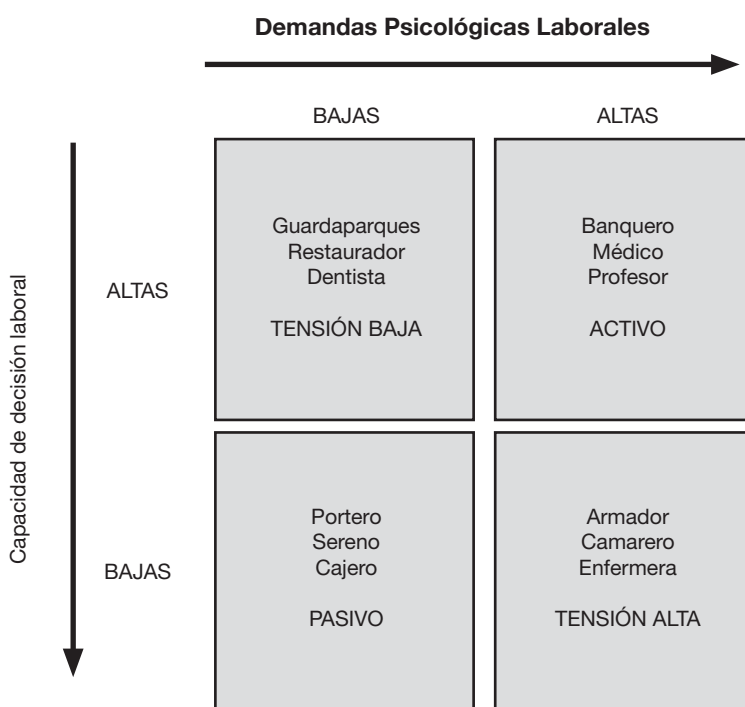 Demandas Psicológicas Laborales
BAJAS
ALTAS
Capacidad de decisión laboral
ALTAS
Guardaparques
Restaurador
Dentista
TENSIÓN BAJA
Banquero
Médico
Profesor
ACTIVO
BAJAS
Portero
Sereno
Cajero
PASIVO
Armador
Camarero
Enfermera
TENSIÓN ALTA